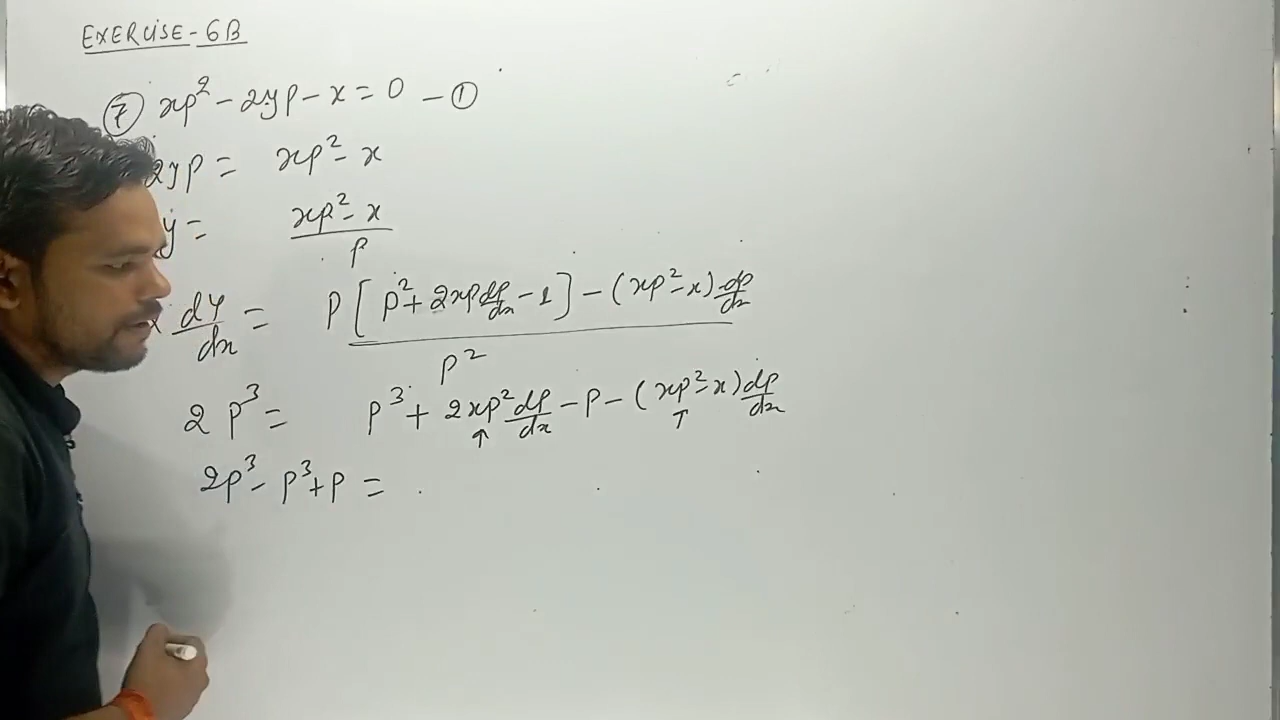 EXERCISE-6B
⑦ xp² - 2yp - x = 0 - ①
2yp = xp² - x
y = xp² - x / p
dy/dx = p[p² + 2xp dp/dx - 1] - (xp² - x) dp/dx / p²
2p³ = p³ + 2xp² dp/dx - p - (xp² - x) dp/dx
↑ ↑
2p³ - p³ + p =